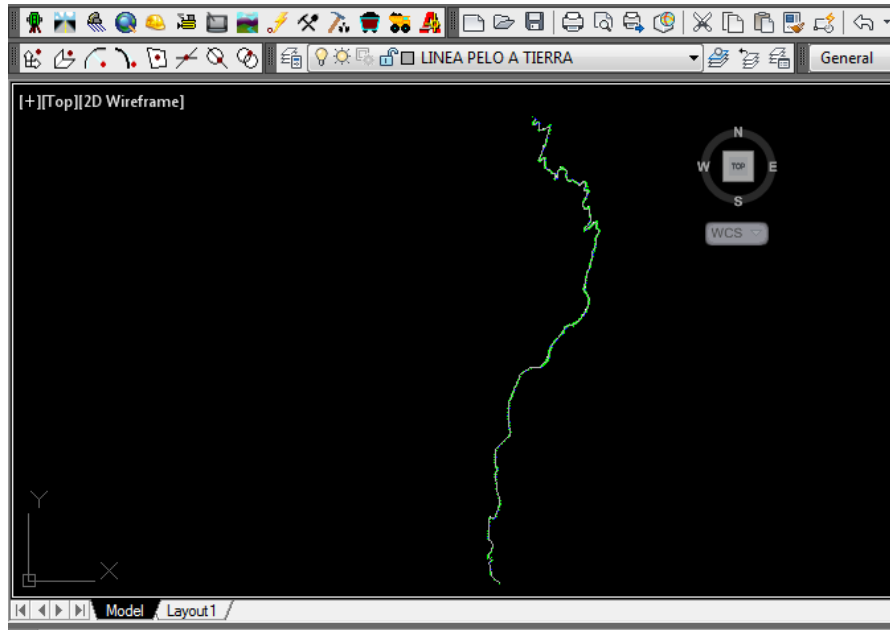 LINEA PELO A TIERRA
General
[+][Top][2D Wireframe]
N
W
TOP
E
S
WCS
Y
X
Model
Layout1